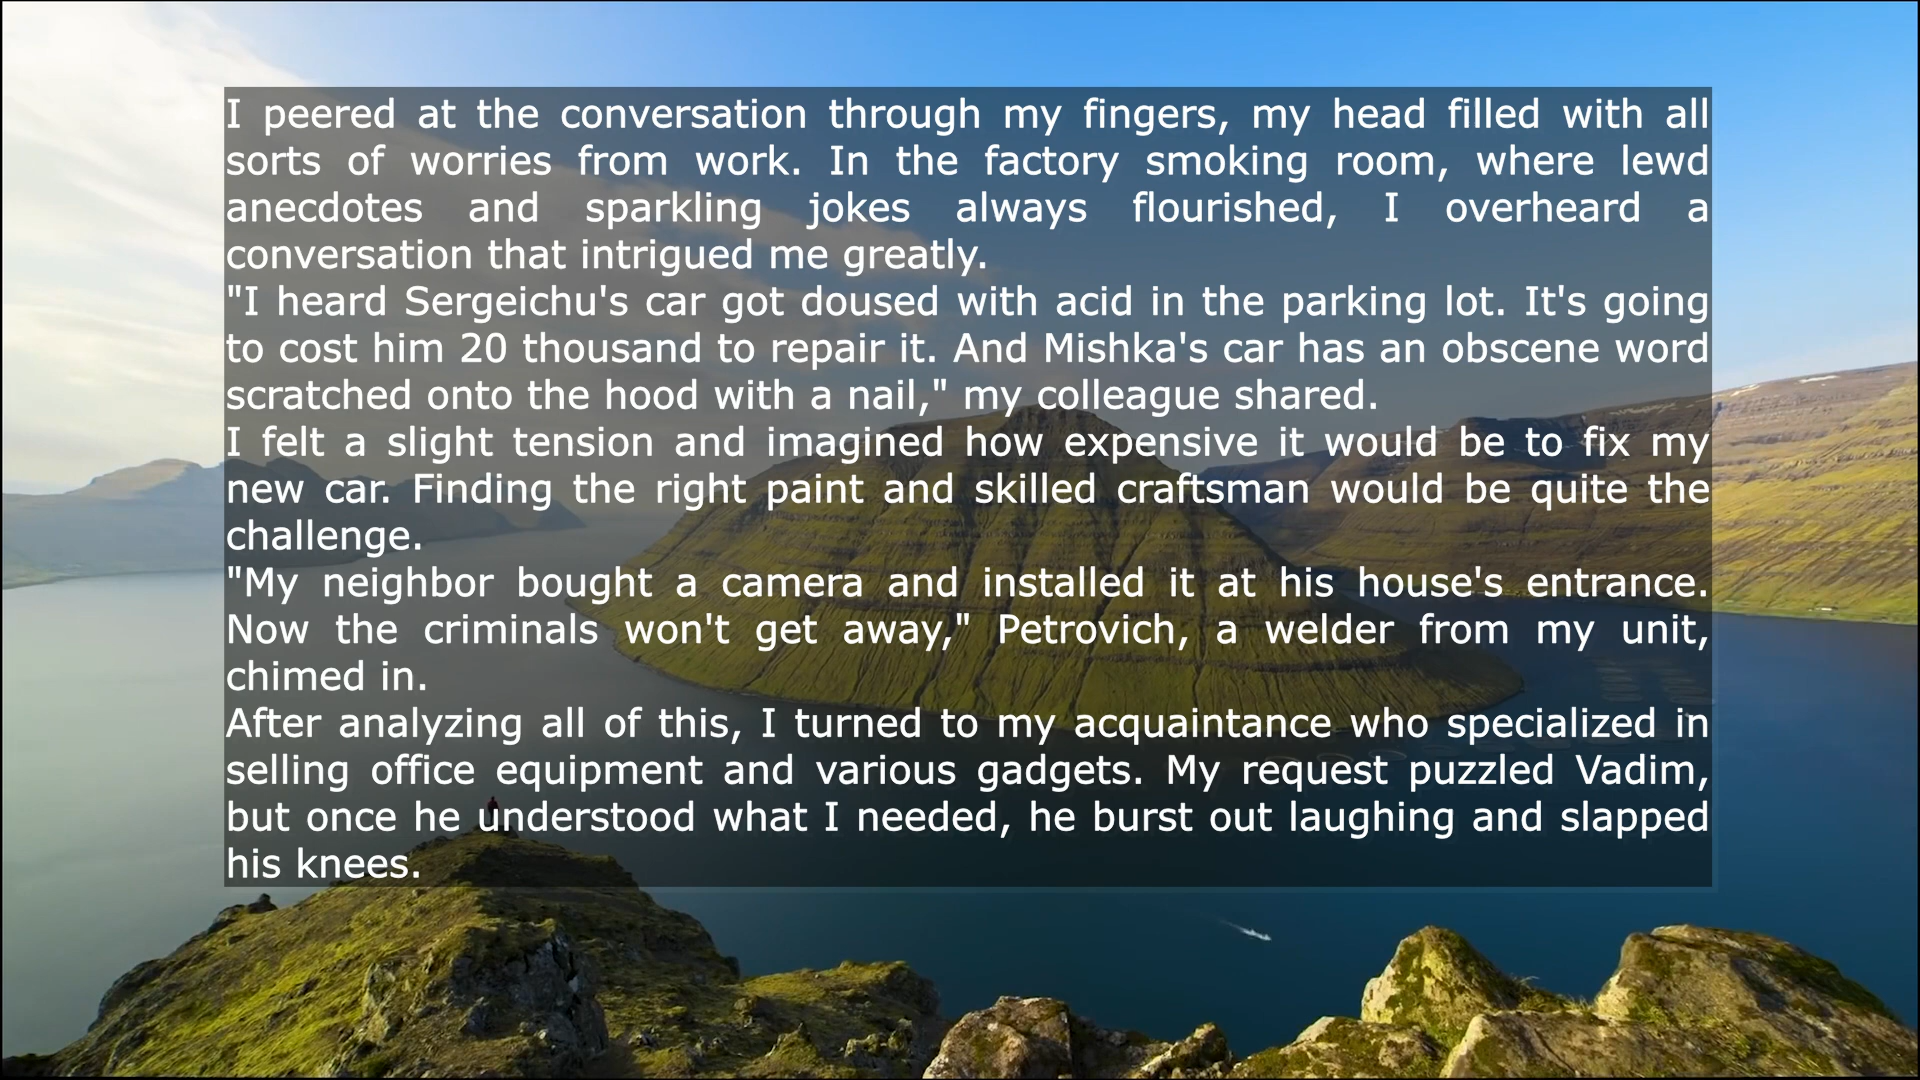 I peered at the conversation through my fingers, my head filled with all
sorts of worries from work. In the factory smoking room, where lewd
anecdotes and sparkling jokes always flourished, I overheard a
conversation that intrigued me greatly.
"I heard Sergeichu's car got doused with acid in the parking lot. It's going
to cost him 20 thousand to repair it. And Mishka's car has an obscene word
scratched onto the hood with a nail," my colleague shared.
I felt a slight tension and imagined how expensive it would be to fix my
new car. Finding the right paint and skilled craftsman would be quite the
challenge.
"My neighbor bought a camera and installed it at his house's entrance.
Now the criminals won't get away," Petrovich, a welder from my unit,
chimed in.
After analyzing all of this, I turned to my acquaintance who specialized in
selling office equipment and various gadgets. My request puzzled Vadim,
but once he understood what I needed, he burst out laughing and slapped
his knees.